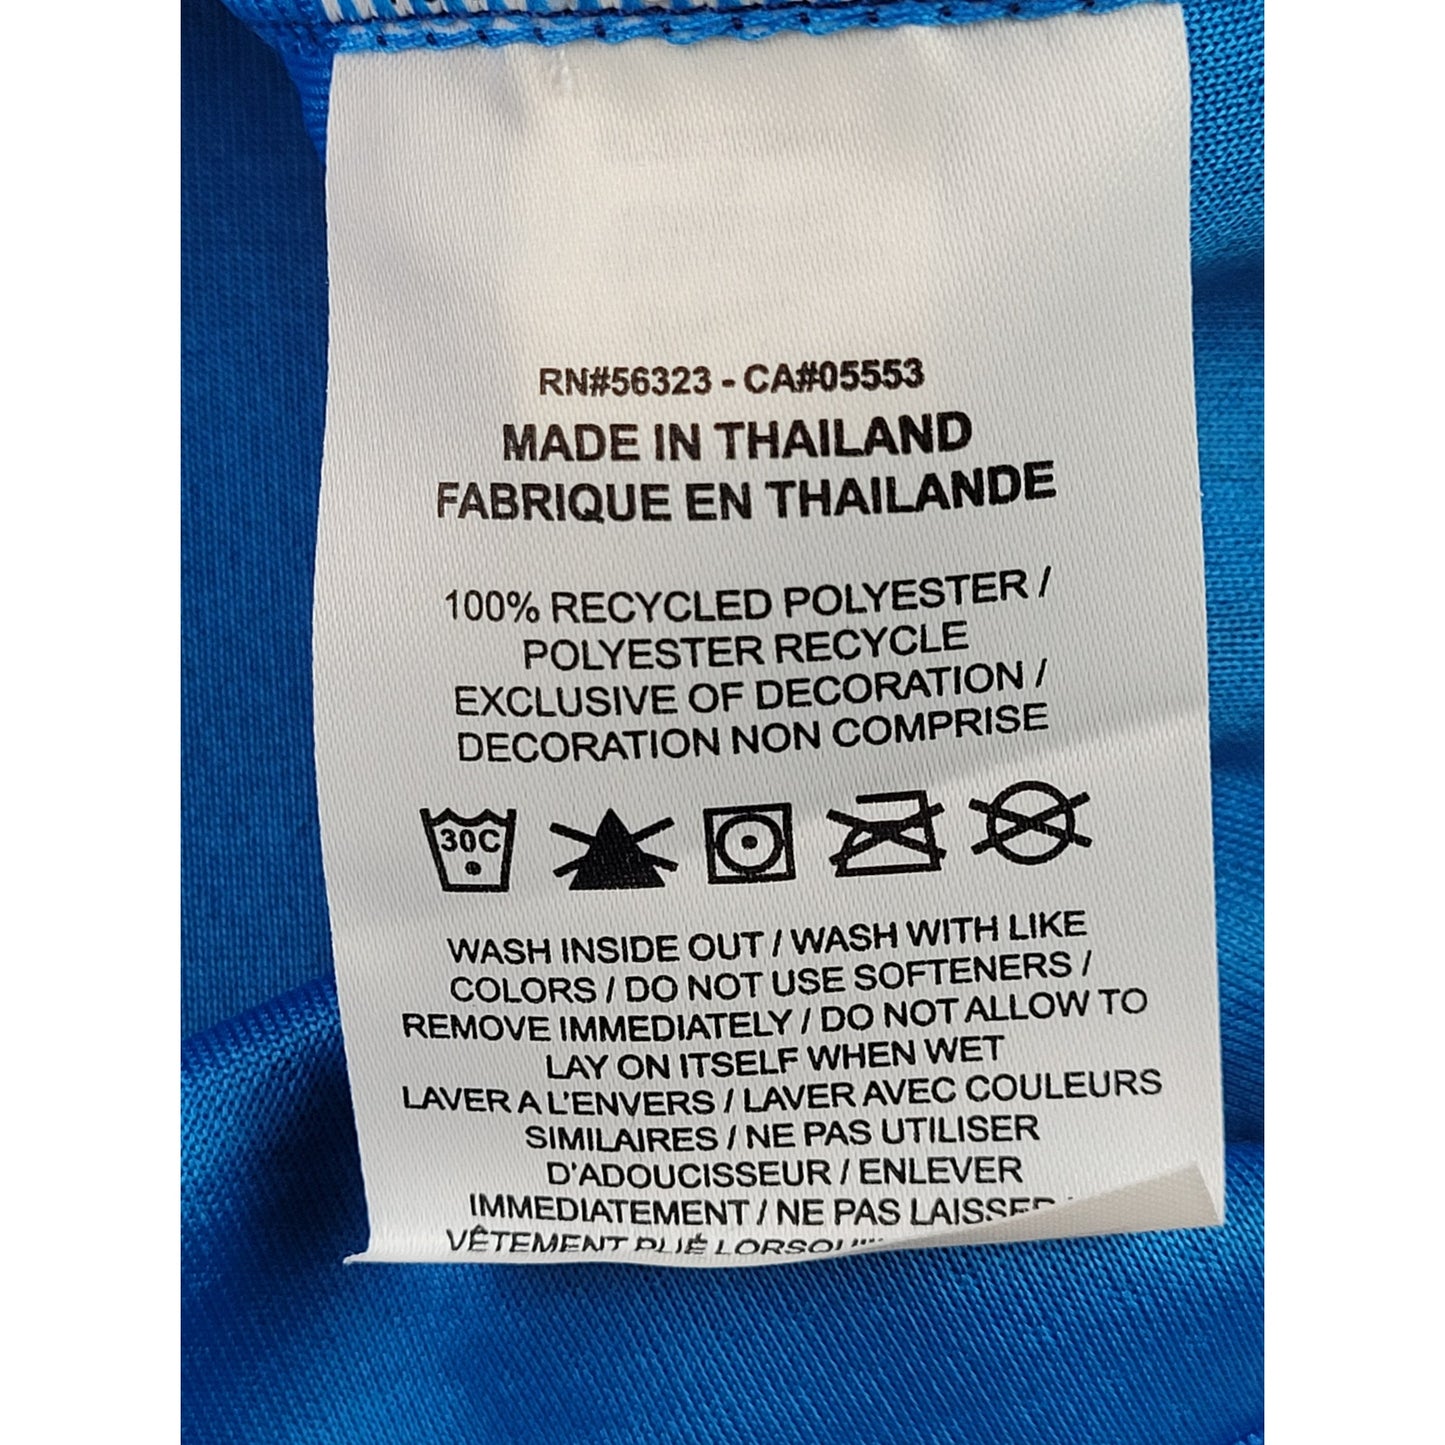 RN#56323 - CA#05553
MADE IN THAILAND
FABRIQUE EN THAILANDE
100% RECYCLED POLYESTER /
POLYESTER RECYCLE
EXCLUSIVE OF DECORATION /
DECORATION NON COMPRISE
30C
WASH INSIDE OUT / WASH WITH LIKE
COLORS / DO NOT USE SOFTENERS /
REMOVE IMMEDIATELY / DO NOT ALLOW TO
LAY ON ITSELF WHEN WET
LAVER A L'ENVERS / LAVER AVEC COULEURS
SIMILAIRES / NE PAS UTILISER
D'ADOUCISSEUR / ENLEVER
IMMEDIATEMENT / NE PAS LAISSER
VÊTEMENT PLIÉ